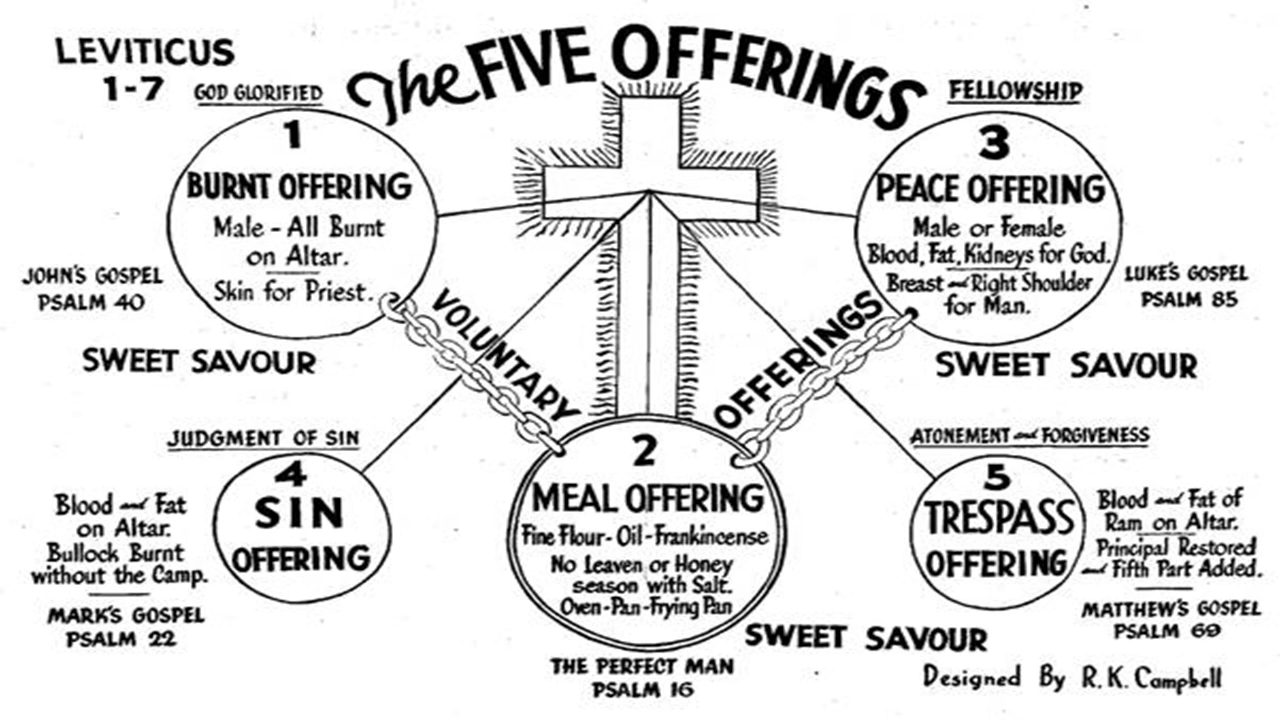 LEVITICUS
1-7
The FIVE OFFERINGS
GOD GLORIFIED
1
BURNT OFFERING
Male - All Burnt
on Altar.
Skin for Priest.
JOHN'S GOSPEL
PSALM 40
SWEET SAVOUR
FELLOWSHIP
3
PEACE OFFERING
Male or Female
Blood, Fat, Kidneys for God.
Breast and Right Shoulder
for Man.
LUKE'S GOSPEL
PSALM 85
SWEET SAVOUR
VOLUNTARY
OFFERINGS
2
MEAL OFFERING
Fine Flour - Oil - Frankincense
No Leaven or Honey
season with Salt.
Oven - Pan - Frying Pan
SWEET SAVOUR
THE PERFECT MAN
PSALM 16
JUDGMENT OF SIN
4
SIN
OFFERING
Blood and Fat
on Altar.
Bullock Burnt
without the Camp.
MARK'S GOSPEL
PSALM 22
ATONEMENT and FORGIVENESS
5
TRESPASS
OFFERING
Blood and Fat of
Ram on Altar.
Principal Restored
and Fifth Part Added.
MATTHEW'S GOSPEL
PSALM 69
Designed By R.K. Campbell